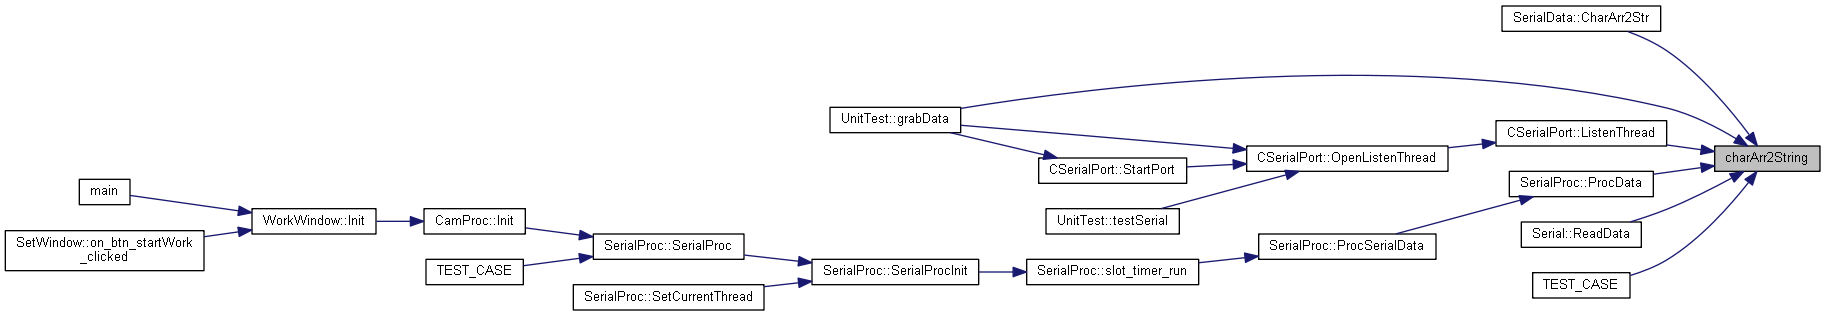 SerialData::CharArr2Str
UnitTest::grabData
CSerialPort::ListenThread
CSerialPort::OpenListenThread
charArr2String
CSerialPort::StartPort
SerialProc::ProcData
main
WorkWindow::Init
CamProc::Init
UnitTest::testSerial
Serial::ReadData
SetWindow::on_btn_startWork
_clicked
SerialProc::SerialProc
SerialProc::ProcSerialData
TEST_CASE
SerialProc::SerialProcInit
SerialProc::slot_timer_run
TEST_CASE
SerialProc::SetCurrentThread